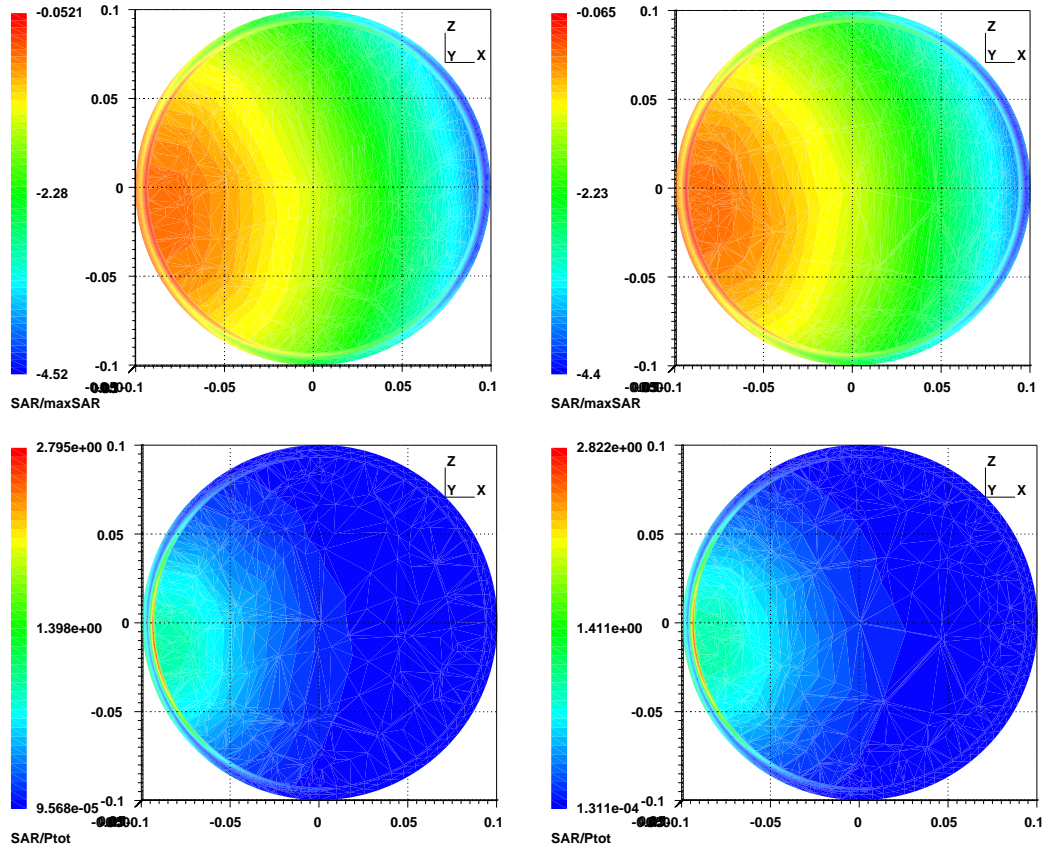 -0.0521
-2.28
-4.52
SAR/maxSAR
0.1
0.05
0
-0.05
-0.1
-0.1 -0.05 0 0.05 0.1
Z
Y X
-0.065
-2.23
-4.4
SAR/maxSAR
0.1
0.05
0
-0.05
-0.1
-0.1 -0.05 0 0.05 0.1
Z
Y X
2.795e+00
1.398e+00
9.568e-05
SAR/Ptot
0.1
0.05
0
-0.05
-0.1
-0.1 -0.05 0 0.05 0.1
Z
Y X
2.822e+00
1.411e+00
1.311e-04
SAR/Ptot
0.1
0.05
0
-0.05
-0.1
-0.1 -0.05 0 0.05 0.1
Z
Y X